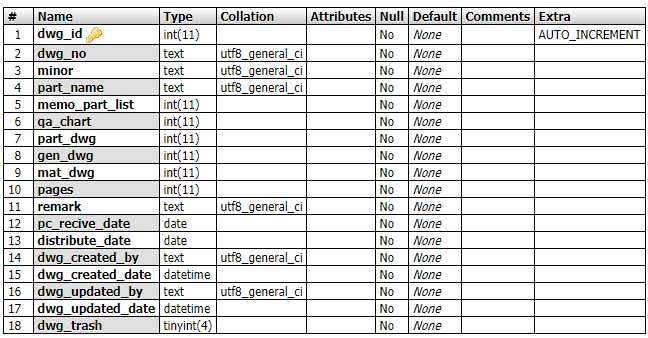 # Name Type Collation Attributes Null Default Comments Extra
1 dwg_id int(11) No None AUTO_INCREMENT
2 dwg_no text utf8_general_ci No None
3 minor text utf8_general_ci No None
4 part_name text utf8_general_ci No None
5 memo_part_list int(11) No None
6 qa_chart int(11) No None
7 part_dwg int(11) No None
8 gen_dwg int(11) No None
9 mat_dwg int(11) No None
10 pages int(11) No None
11 remark text utf8_general_ci No None
12 pc_recive_date date No None
13 distribute_date date No None
14 dwg_created_by text utf8_general_ci No None
15 dwg_created_date datetime No None
16 dwg_updated_by text utf8_general_ci No None
17 dwg_updated_date datetime No None
18 dwg_trash tinyint(4) No None